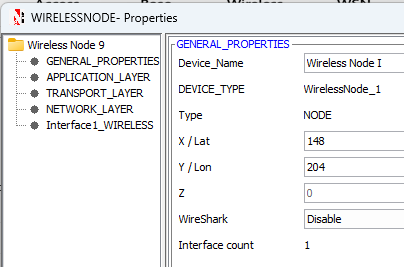 WIRELESSNODE- Properties
Wireless Node 9
GENERAL_PROPERTIES
APPLICATION_LAYER
TRANSPORT_LAYER
NETWORK_LAYER
Interface1_WIRELESS
GENERAL_PROPERTIES
Device_Name Wireless Node I
DEVICE_TYPE WirelessNode_1
Type NODE
X / Lat 148
Y / Lon 204
Z 0
WireShark Disable
Interface count 1